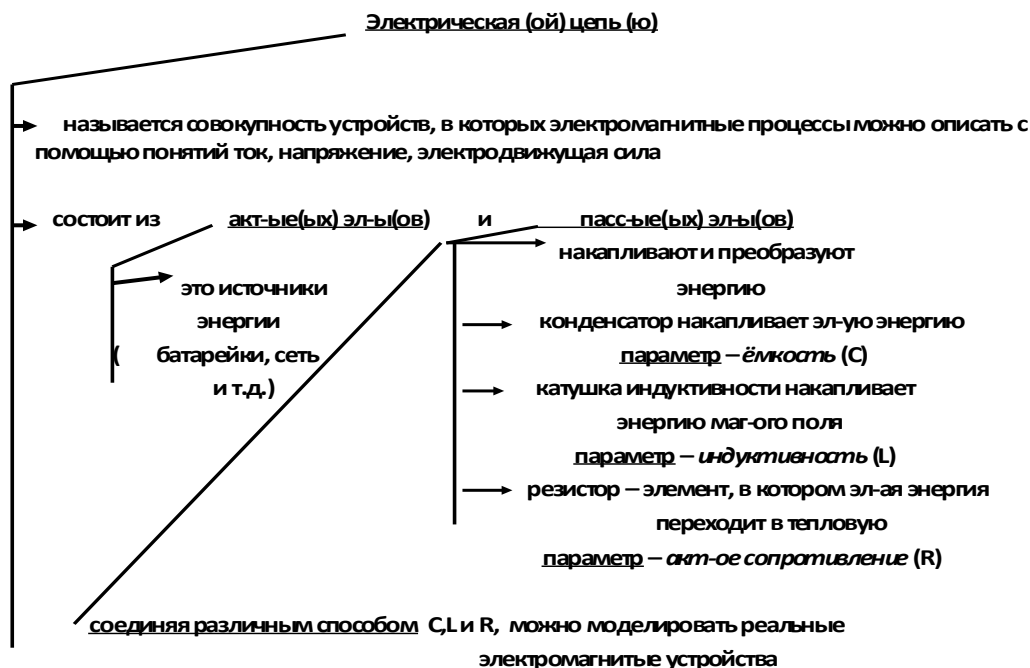 Электрическая (ой) цепь (ю)
называется совокупность устройств, в которых электромагнитные процессы можно описать с
помощью понятий ток, напряжение, электродвижущая сила
состоит из акт-ые(ых) эл-ы(ов) и пасс-ые(ых) эл-ы(ов)
это источники
энергии
( батарейки, сеть
и т.д.)
накапливают и преобразуют
энергию
конденсатор накапливает эл-ую энергию
параметр – ёмкость (С)
катушка индуктивности накапливает
энергию маг-ого поля
параметр – индуктивность (L)
резистор – элемент, в котором эл-ая энергия
переходит в тепловую
параметр – акт-ое сопротивление (R)
соединяя различным способом C,L и R, можно моделировать реальные
электромагнитые устройства